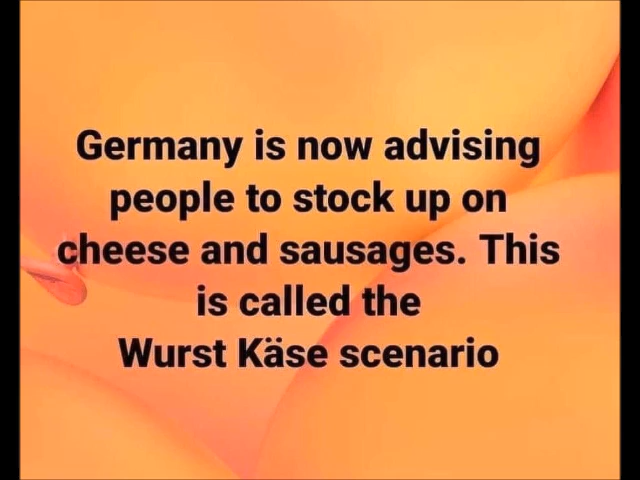 Germany is now advising
people to stock up on
cheese and sausages. This
is called the
Wurst Käse scenario